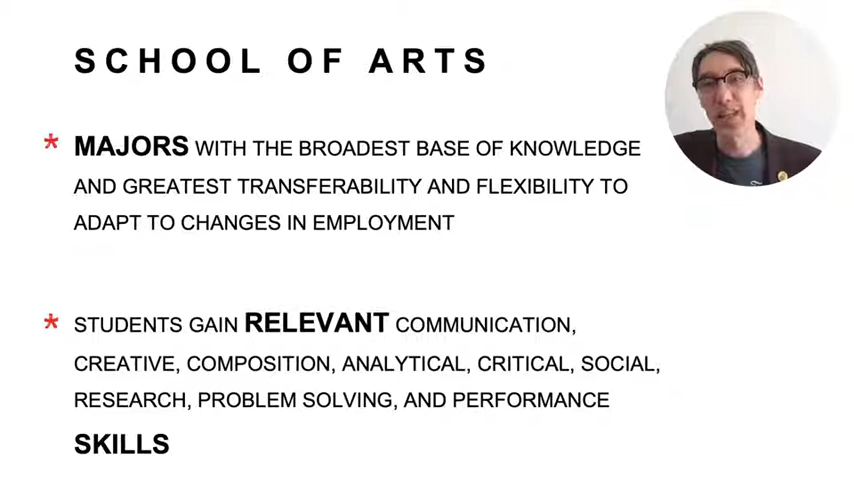 SCHOOL OF ARTS
* MAJORS WITH THE BROADEST BASE OF KNOWLEDGE
AND GREATEST TRANSFERABILITY AND FLEXIBILITY TO
ADAPT TO CHANGES IN EMPLOYMENT
* STUDENTS GAIN RELEVANT COMMUNICATION,
CREATIVE, COMPOSITION, ANALYTICAL, CRITICAL, SOCIAL,
RESEARCH, PROBLEM SOLVING, AND PERFORMANCE
SKILLS